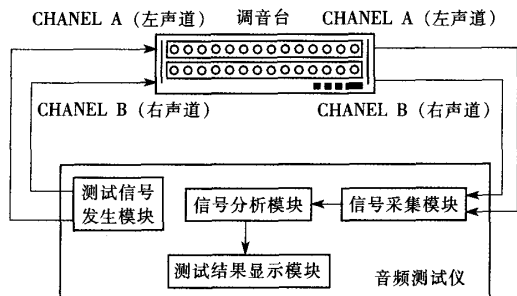 CHANEL A (左声道)
调音台
CHANEL A (左声道)
CHANEL B (右声道)
CHANEL B (右声道)
测试信号
发生模块
信号分析模块
信号采集模块
测试结果显示模块
音频测试仪